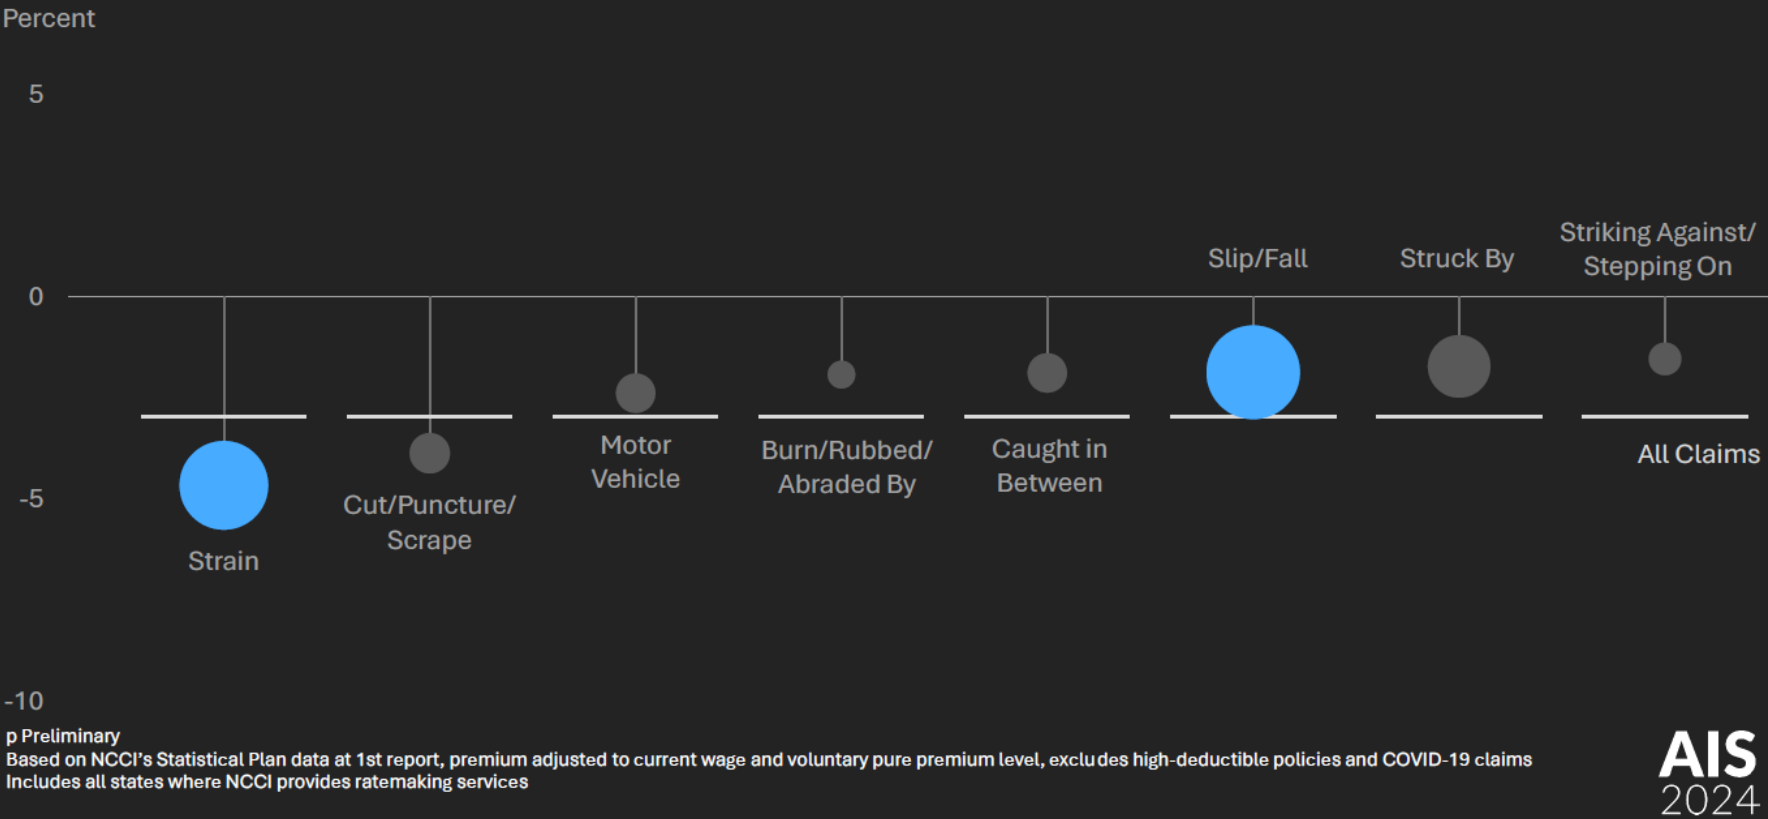 Percent
5
0
-5
-10
Strain
Cut/Puncture/
Scrape
Motor
Vehicle
Burn/Rubbed/
Abraded By
Caught in
Between
Slip/Fall
Struck By
Striking Against/
Stepping On
All Claims
p Preliminary
Based on NCCI's Statistical Plan data at 1st report, premium adjusted to current wage and voluntary pure premium level, excludes high-deductible policies and COVID-19 claims
Includes all states where NCCI provides ratemaking services
AIS
2024